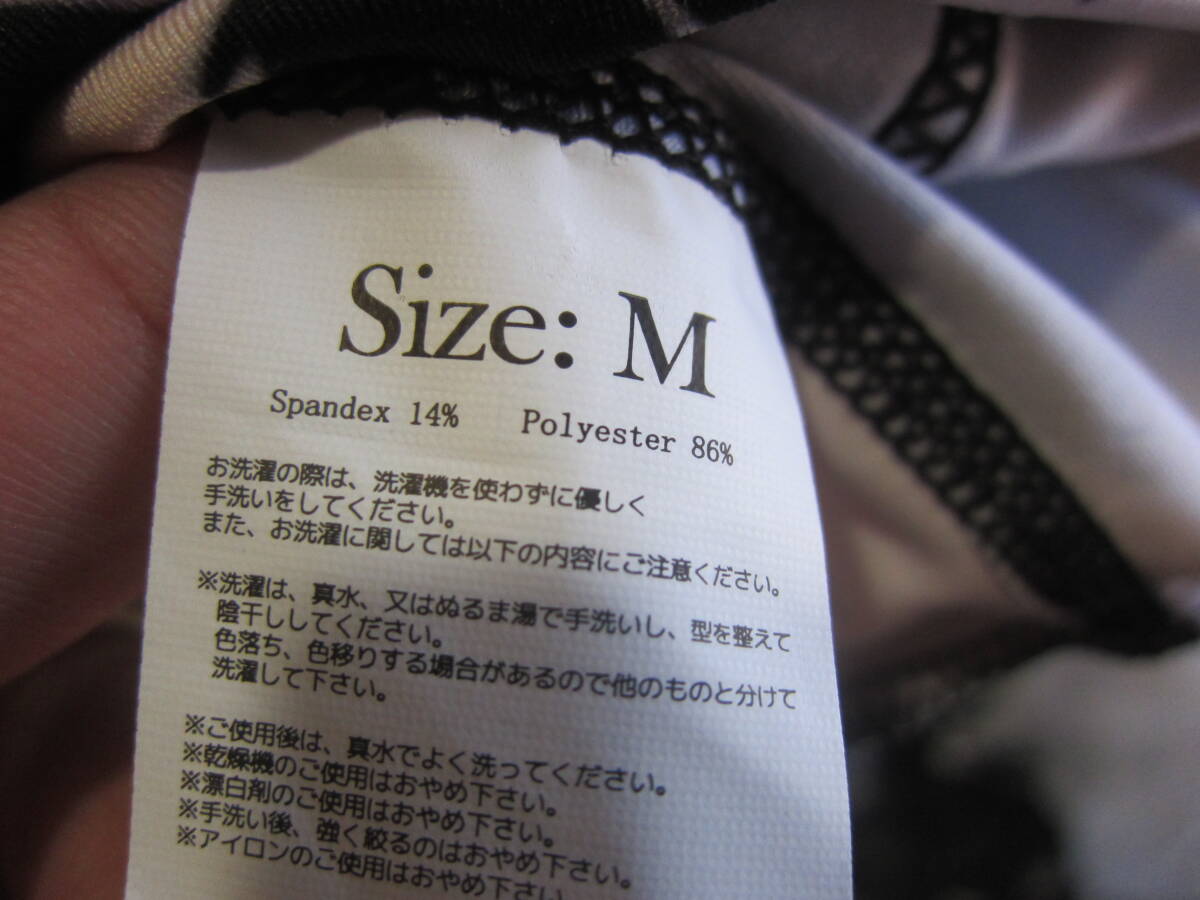 Size: M
Spandex 14% Polyester 86%
お洗濯の際は、洗濯機を使わずに優しく
手洗いをしてください。
また、お洗濯に関しては以下の内容にご注意ください。
※洗濯は、真水、又はぬるま湯で手洗いし、型を整えて
陰干ししてください。
色落ち、色移りする場合があるので他のものと分けて
洗濯して下さい。
※ご使用後は、真水でよく洗ってください。
※乾燥機のご使用はおやめ下さい。
※漂白剤のご使用はおやめ下さい。
※手洗い後、強く絞るのはおやめ下さい。
※アイロンのご使用はおやめ下さい